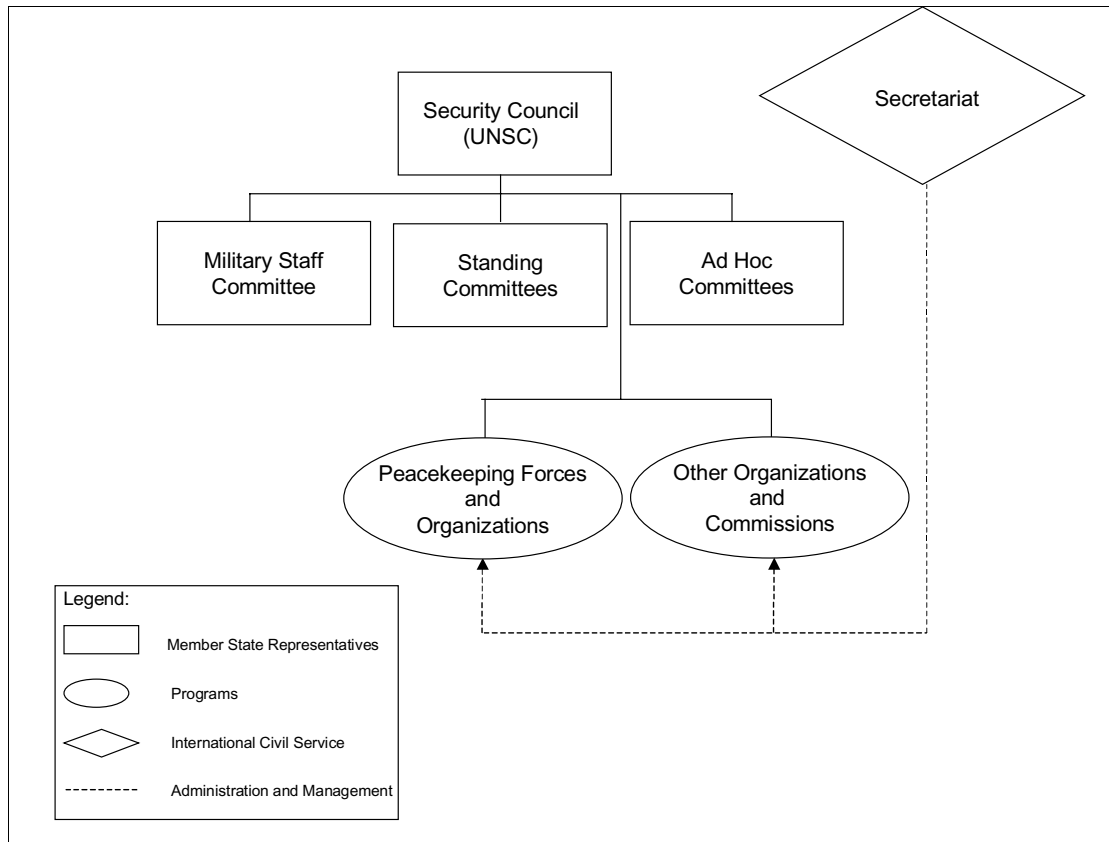 Security Council
(UNSC)
Secretariat
Military Staff
Committee
Standing
Committees
Ad Hoc
Committees
Peacekeeping Forces
and
Organizations
Other Organizations
and
Commissions
Legend:
Member State Representatives
Programs
International Civil Service
Administration and Management